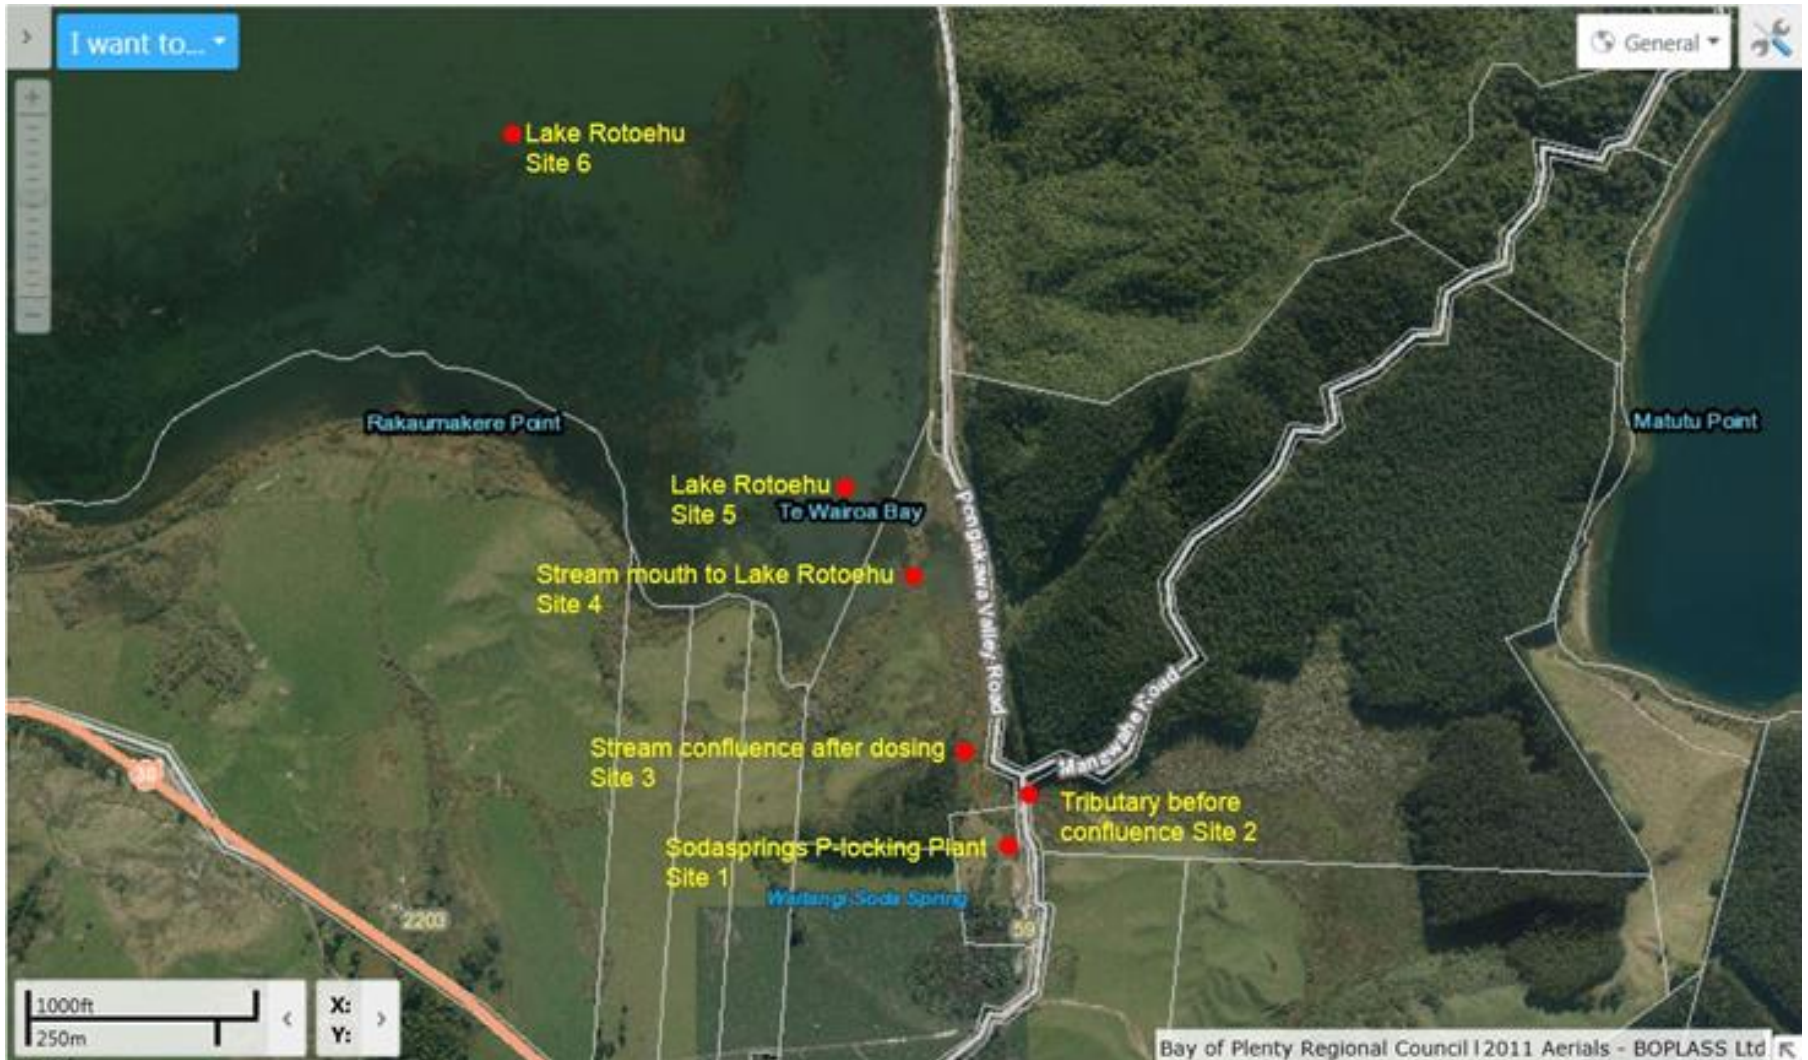 I want to...
General
Lake Rotoehu
Site 6
Rakaumakere Point
Matutu Point
Lake Rotoehu
Site 5
Te Wairoa Bay
Pongakawa Valley Road
Stream mouth to Lake Rotoehu
Site 4
Manawahe Road
Stream confluence after dosing
Site 3
Tributary before
confluence Site 2
Sodasprings P-locking Plant
Site 1
Waitangi Soda Spring
2203
59
30
1000ft
250m
X:
Y:
Bay of Plenty Regional Council | 2011 Aerials - BOPLASS Ltd